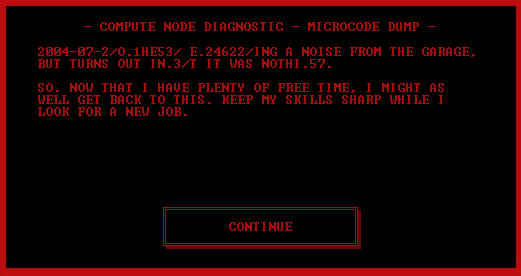 - COMPUTE NODE DIAGNOSTIC - MICROCODE DUMP -
2004-07-2/O.1HE53/ E.24622/ING A NOISE FROM THE GARAGE,
BUT TURNS OUT IN.3/T IT WAS NOTHI.57.
SO. NOW THAT I HAVE PLENTY OF FREE TIME, I MIGHT AS
WELL GET BACK TO THIS. KEEP MY SKILLS SHARP WHILE I
LOOK FOR A NEW JOB.
CONTINUE